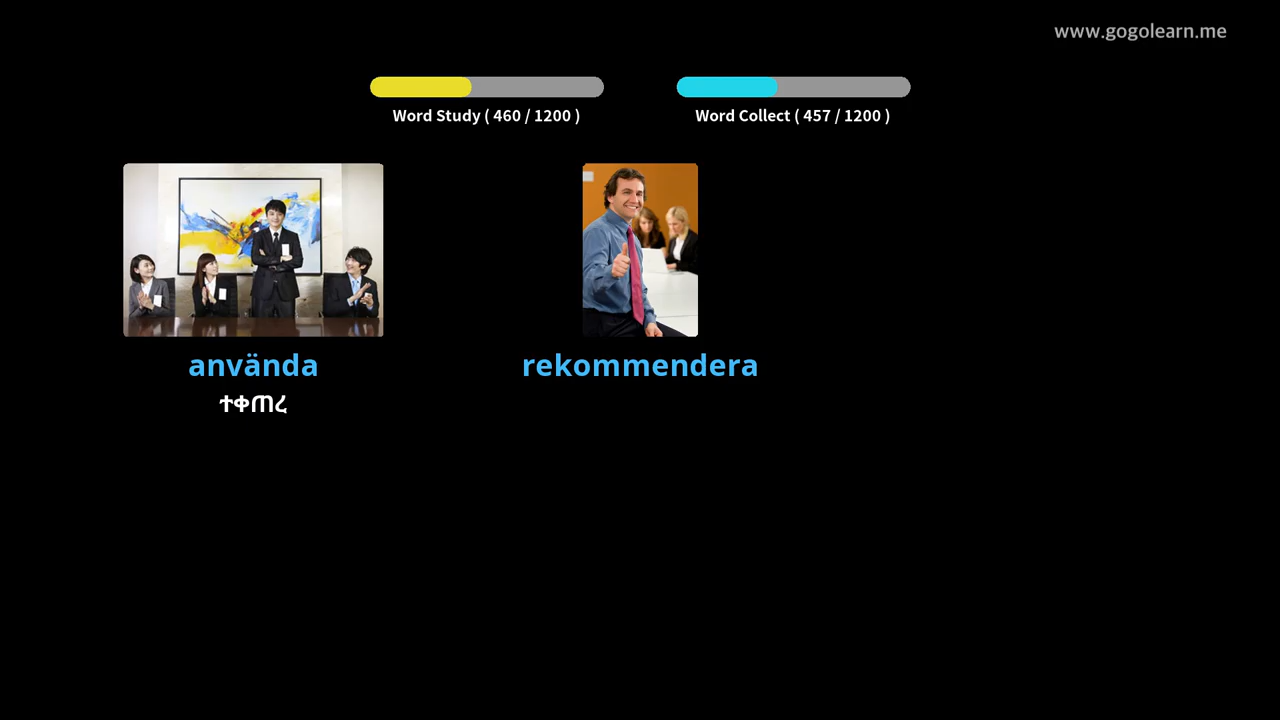 www.gogolearn.me
Word Study ( 460 / 1200 )
Word Collect ( 457 / 1200 )
använda
rekommendera
ተቀጠረ